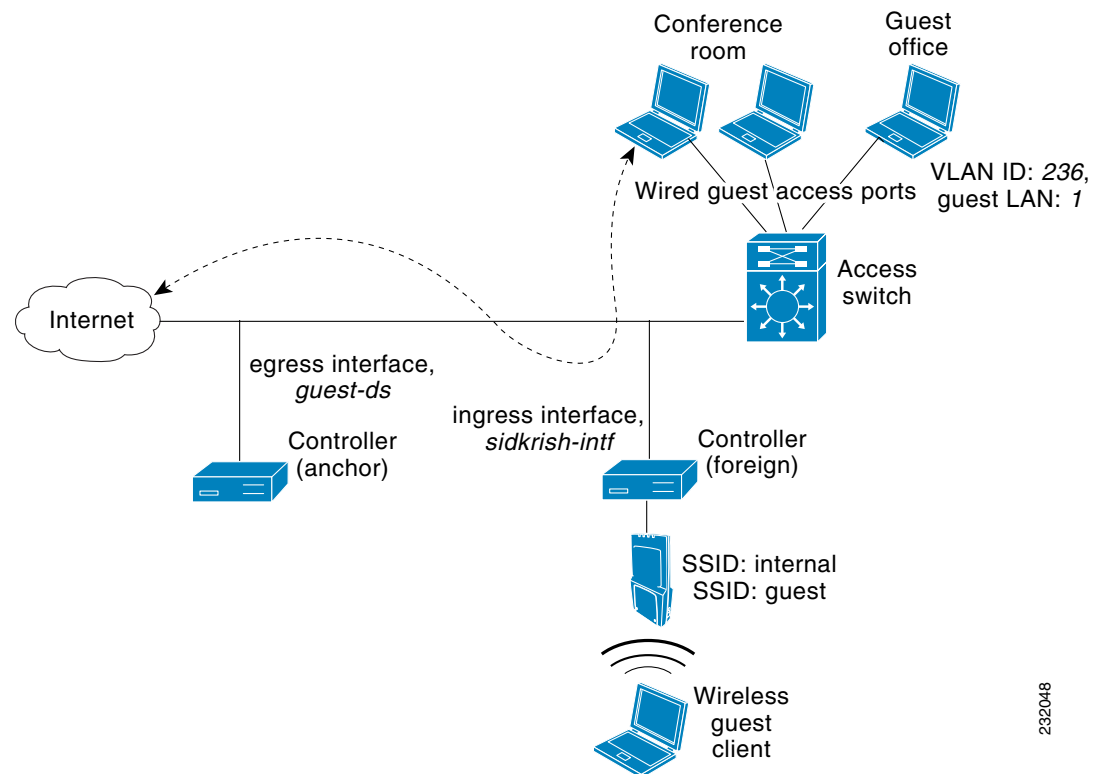 Conference
room
Guest
office
Wired guest access ports
VLAN ID: 236,
guest LAN: 1
Access
switch
Internet
egress interface,
guest-ds
ingress interface,
sidkrish-intf
Controller
(anchor)
Controller
(foreign)
SSID: internal
SSID: guest
Wireless
guest
client
232048